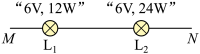 “6V, 12W” “6V, 24W”
M L₁ L₂ N